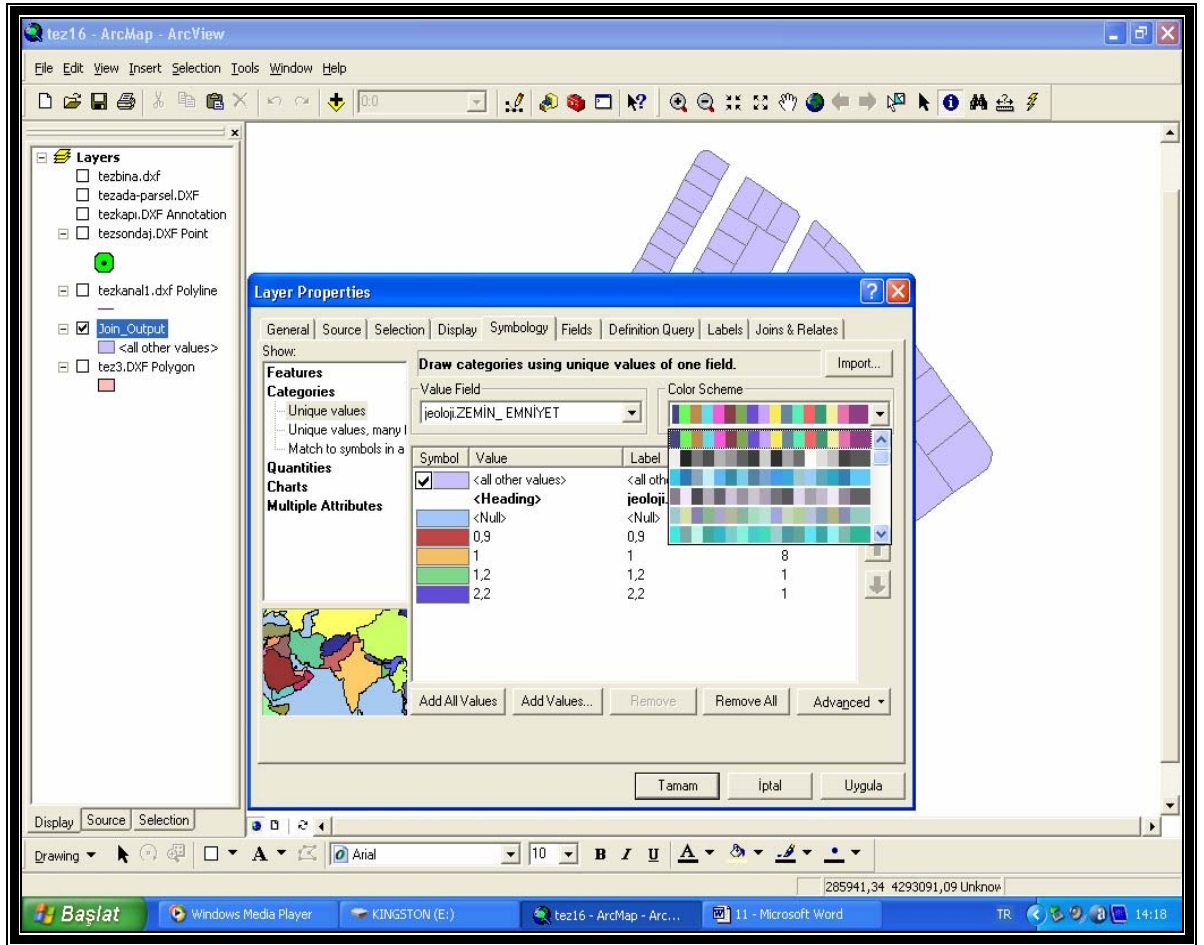 tez16 - ArcMap - ArcView
File Edit View Insert Selection Tools Window Help
0:0
Layers
tezbina.dxf
tezada-parsel.DXF
tezkapı.DXF Annotation
tezsondaj.DXF Point
tezkanal1.dxf Polyline
Join_Output
<all other values>
tez3.DXF Polygon
Layer Properties
General Source Selection Display Symbology Fields Definition Query Labels Joins & Relates
Show:
Features
Categories
Unique values
Unique values, many
Match to symbols in a
Quantities
Charts
Multiple Attributes
Draw categories using unique values of one field.
Import...
Value Field
jeoloji.ZEMİN_ EMNİYET
Color Scheme
Symbol Value Label
<all other values> <all oth
<Heading> jeoloji.
<Null> <Null>
0,9 0,9
1 1 8
1,2 1,2 1
2,2 2,2 1
Add All Values Add Values... Remove Remove All Advanced
Tamam İptal Uygula
Display Source Selection
Drawing A Arial 10 B I U A
285941,34 4293091,09 Unknow
Başlat Windows Media Player KINGSTON (E:) tez16 - ArcMap - Arc... 11 - Microsoft Word TR 14:18